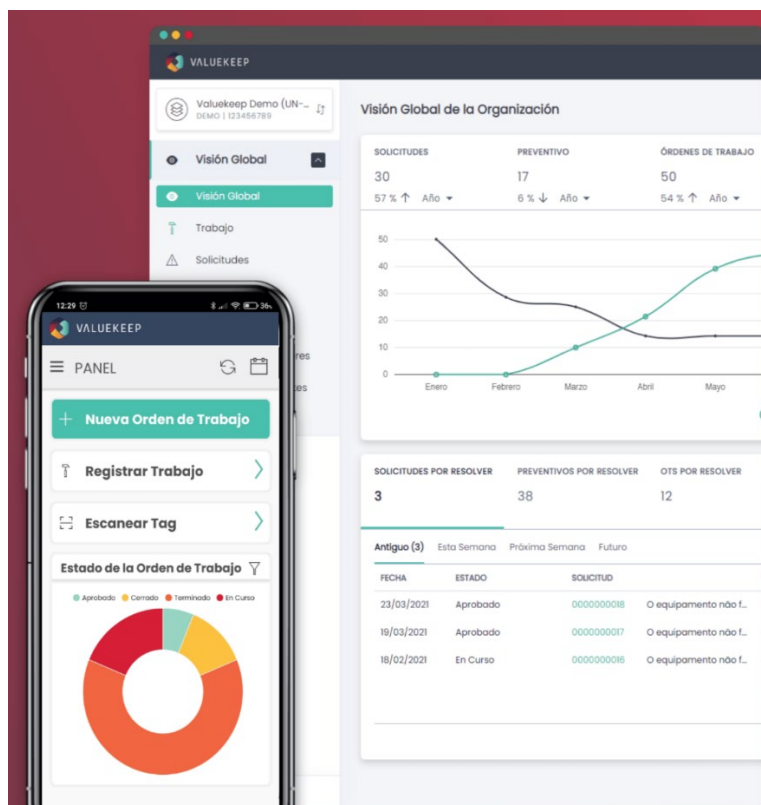 VALUEKEEP
Valuekeep Demo (UN-...
DEMO | 123456789
Visión Global
Visión Global
Trabajo
Solicitudes
res
es
Visión Global de la Organización
SOLICITUDES PREVENTIVO ÓRDENES DE TRABAJO
30 17 50
57 % ↑ Año 6 % ↓ Año 54 % ↑ Año
50
40
30
20
10
0
Enero Febrero Marzo Abril Mayo
SOLICITUDES POR RESOLVER PREVENTIVOS POR RESOLVER OTS POR RESOLVER
3 38 12
Antiguo (3) Esta Semana Próxima Semana Futuro
FECHA ESTADO SOLICITUD
23/03/2021 Aprobado 0000000018 O equipamento não f...
19/03/2021 Aprobado 0000000017 O equipamento não f...
18/02/2021 En Curso 0000000016 O equipamento não f...
12:29
VALUEKEEP
PANEL
+ Nueva Orden de Trabajo
Registrar Trabajo
Escanear Tag
Estado de la Orden de Trabajo
Aprobado Cerrado Terminado En Curso